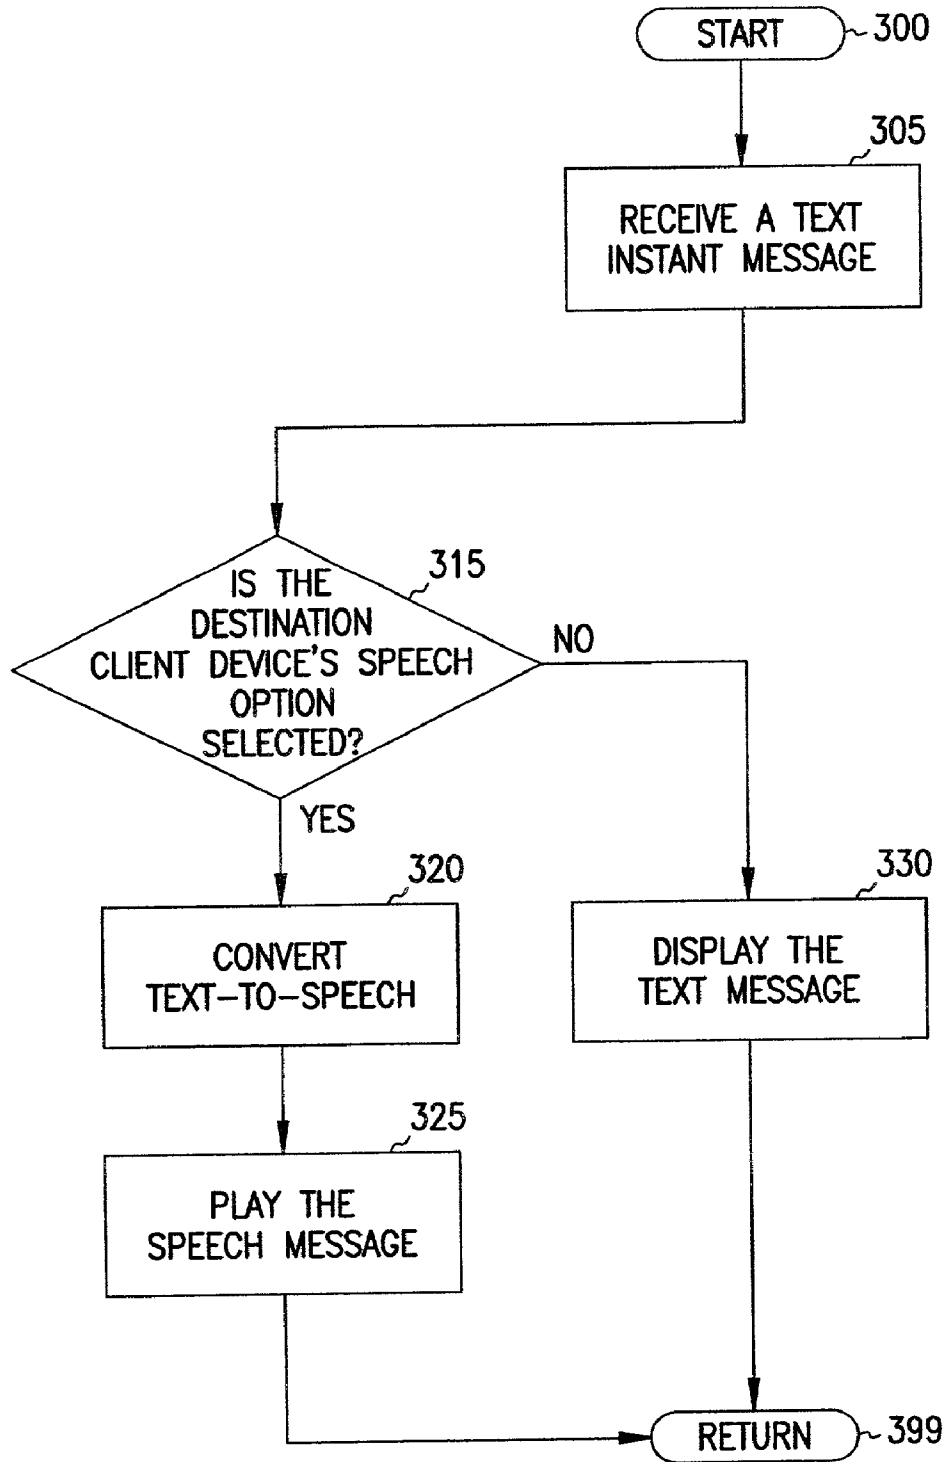 START
300
305
RECEIVE A TEXT
INSTANT MESSAGE
315
IS THE
DESTINATION
CLIENT DEVICE'S SPEECH
OPTION
SELECTED?
NO
YES
320
CONVERT
TEXT-TO-SPEECH
330
DISPLAY THE
TEXT MESSAGE
325
PLAY THE
SPEECH MESSAGE
RETURN
399